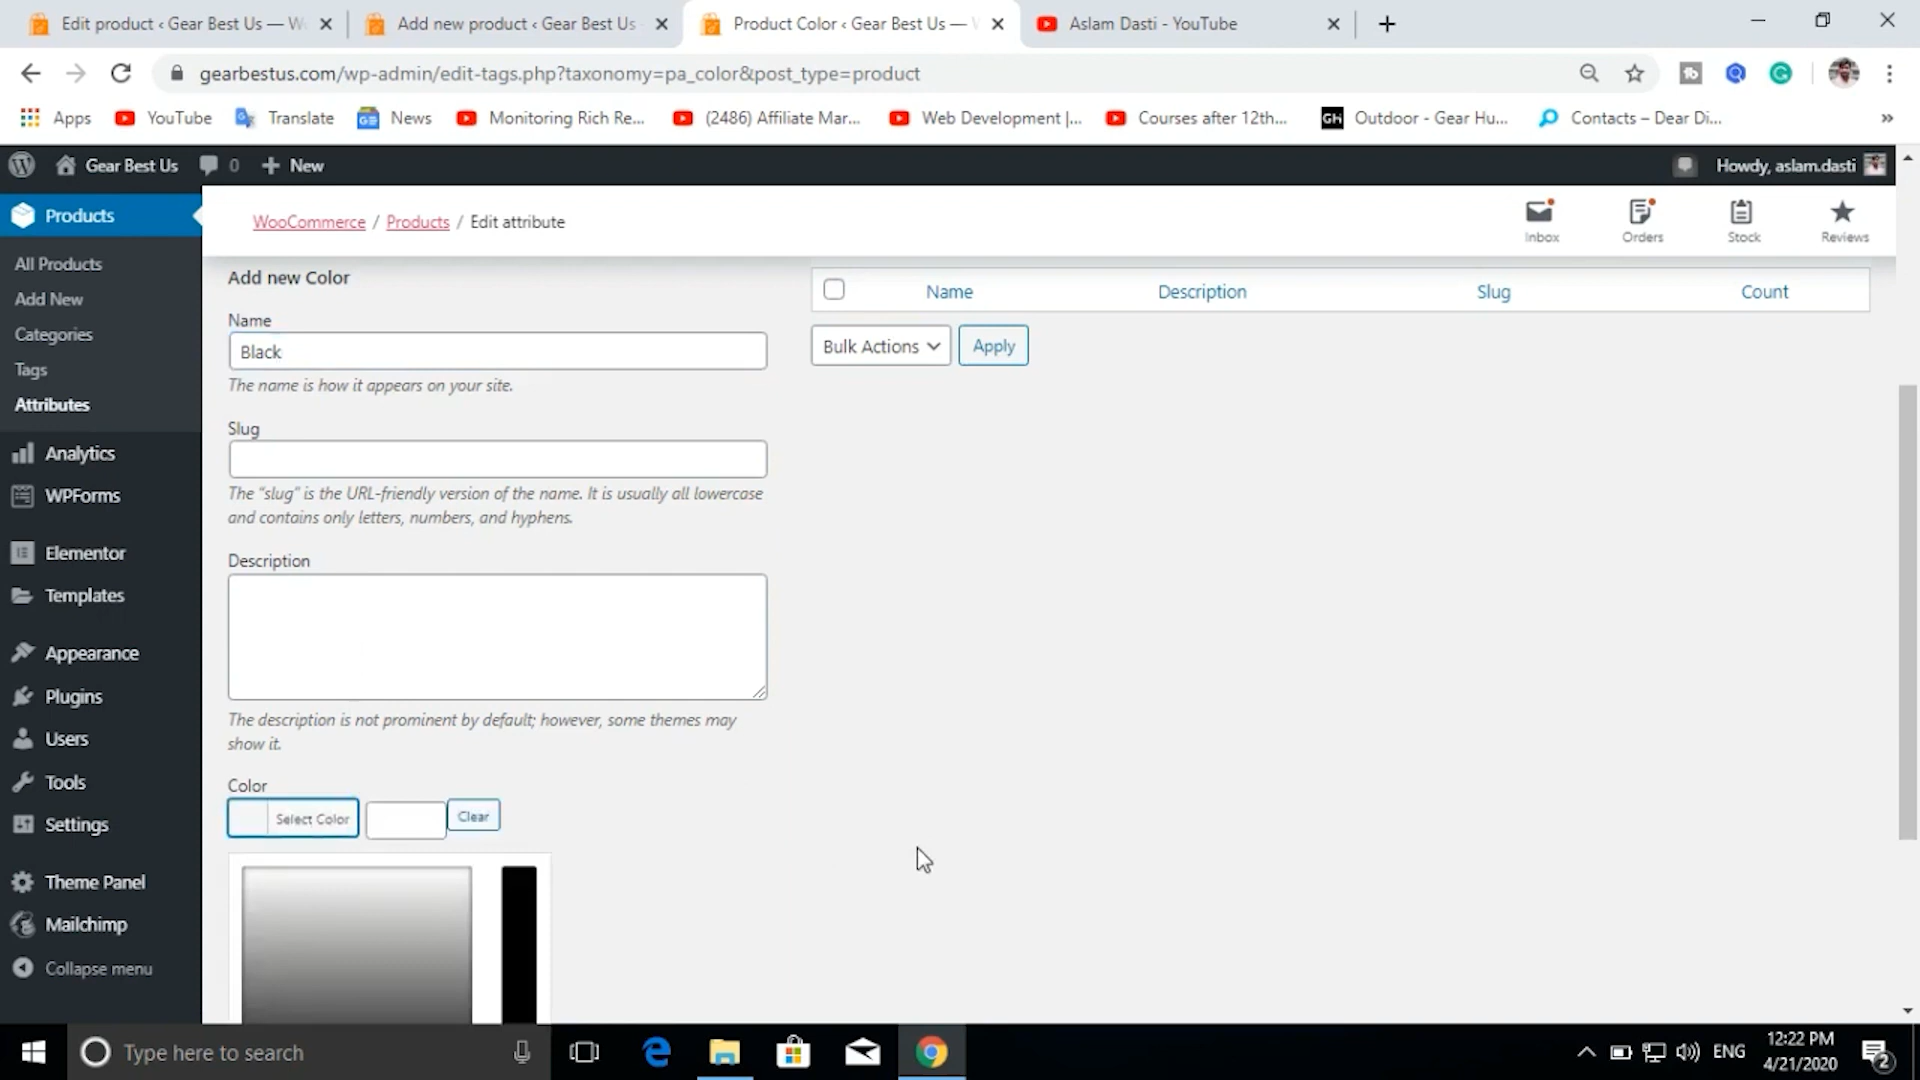 Edit product ‹ Gear Best Us — W
Add new product ‹ Gear Best Us
Product Color ‹ Gear Best Us — W
Aslam Dasti - YouTube
gearbestus.com/wp-admin/edit-tags.php?taxonomy=pa_color&post_type=product
Apps
YouTube
Translate
News
Monitoring Rich Re...
(2486) Affiliate Mar...
Web Development |...
Courses after 12th...
GH
Outdoor - Gear Hu...
Contacts – Dear Di...
»
Gear Best Us
0
+ New
Howdy, aslam.dasti
Products
All Products
Add New
Categories
Tags
Attributes
Analytics
WPForms
Elementor
Templates
Appearance
Plugins
Users
Tools
Settings
Theme Panel
Mailchimp
Collapse menu
WooCommerce / Products / Edit attribute
Inbox
Orders
Stock
Reviews
Add new Color
Name
Black
The name is how it appears on your site.
Slug
The “slug” is the URL-friendly version of the name. It is usually all lowercase
and contains only letters, numbers, and hyphens.
Description
The description is not prominent by default; however, some themes may
show it.
Color
Select Color
Clear
Name
Description
Slug
Count
Bulk Actions
Apply
Type here to search
ENG
12:22 PM
4/21/2020
2